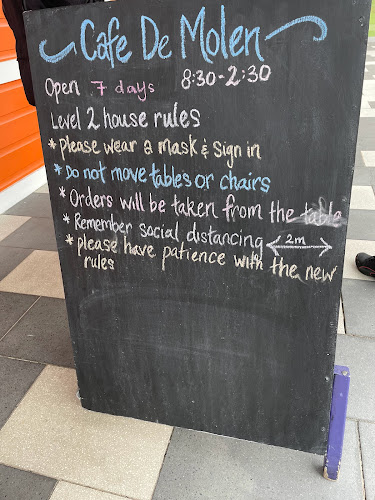 Cafe De Molen
Open 7 days 8:30-2:30
Level 2 house rules
* Please wear a mask & sign in
* Do not move tables or chairs
* Orders will be taken from the table
* Remember social distancing 2m
* please have patience with the new
rules